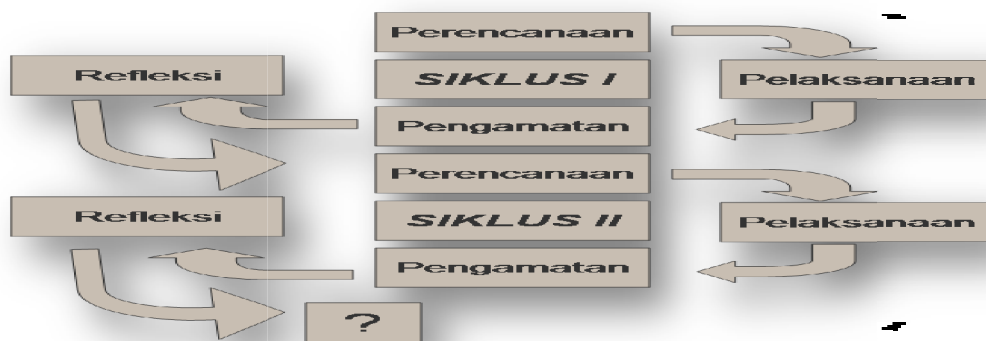 Perencanaan
Refleksi
SIKLUS I
Pelaksanaan
Pengamatan
Perencanaan
Refleksi
SIKLUS II
Pelaksanaan
Pengamatan
?